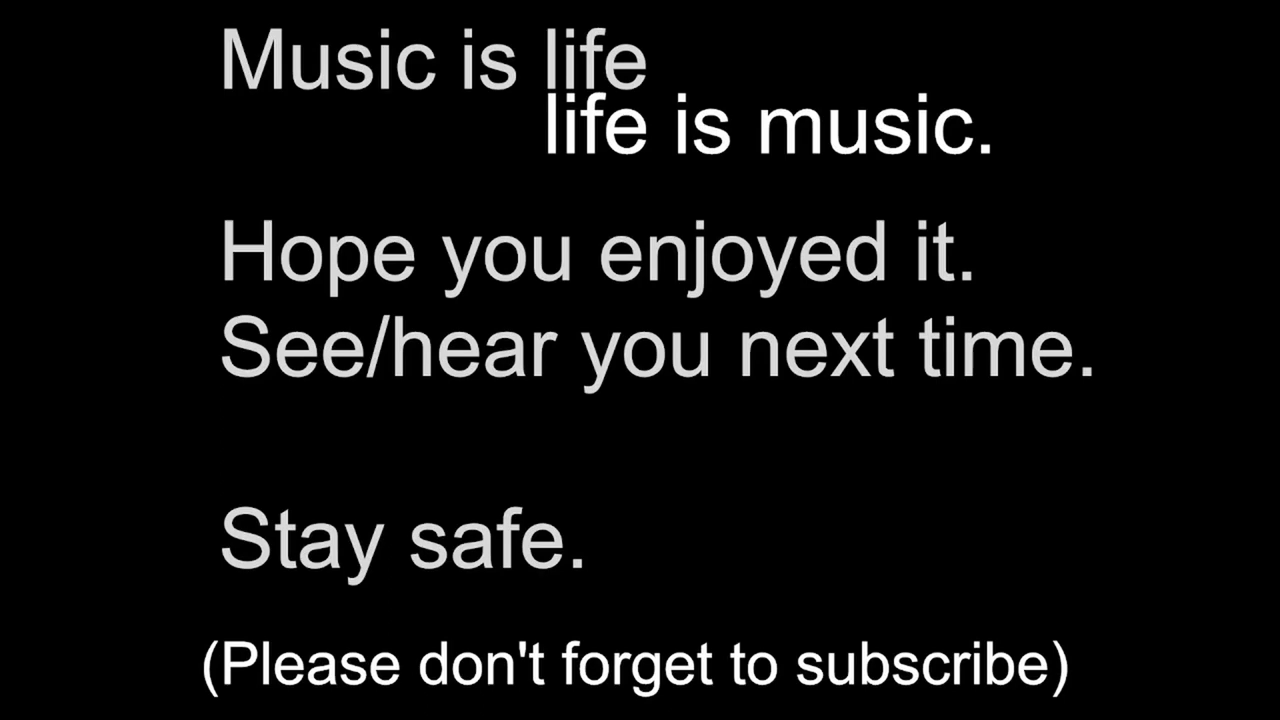 Music is life
life is music.
Hope you enjoyed it.
See/hear you next time.
Stay safe.
(Please don't forget to subscribe)